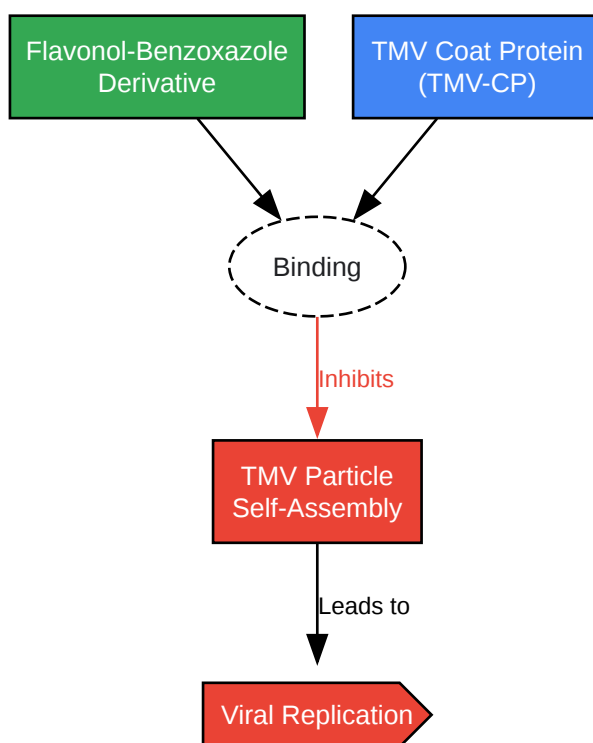 Flavonol-Benzoxazole
Derivative
TMV Coat Protein
(TMV-CP)
Binding
Inhibits
TMV Particle
Self-Assembly
Leads to
Viral Replication